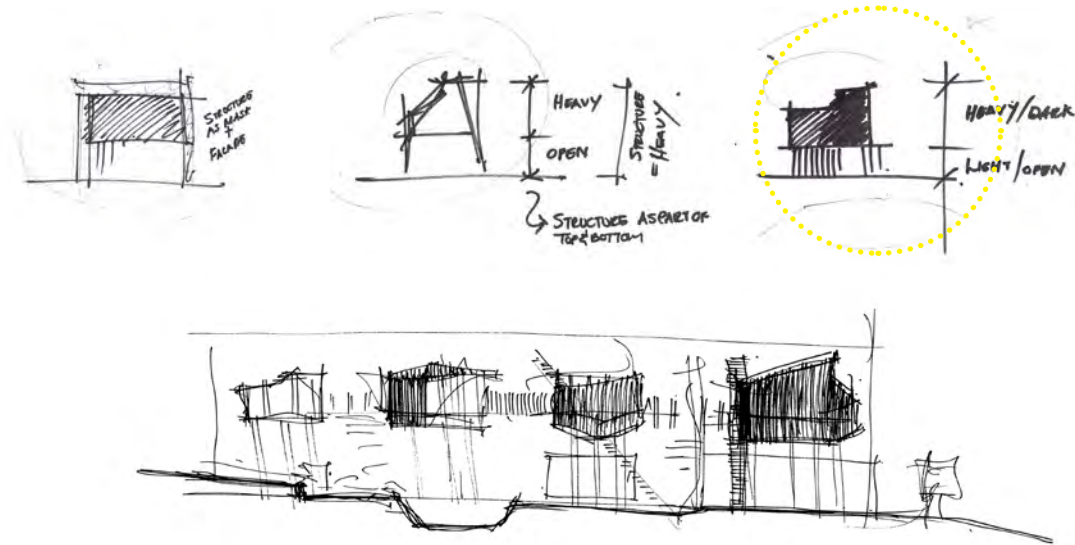 STRUCTURE
AS MASK
+
FACADE
HEAVY
OPEN
STRUCTURE
= HEAVY
STRUCTURE AS PART OF
TOP & BOTTOM
HEAVY/DARK
LIGHT/OPEN